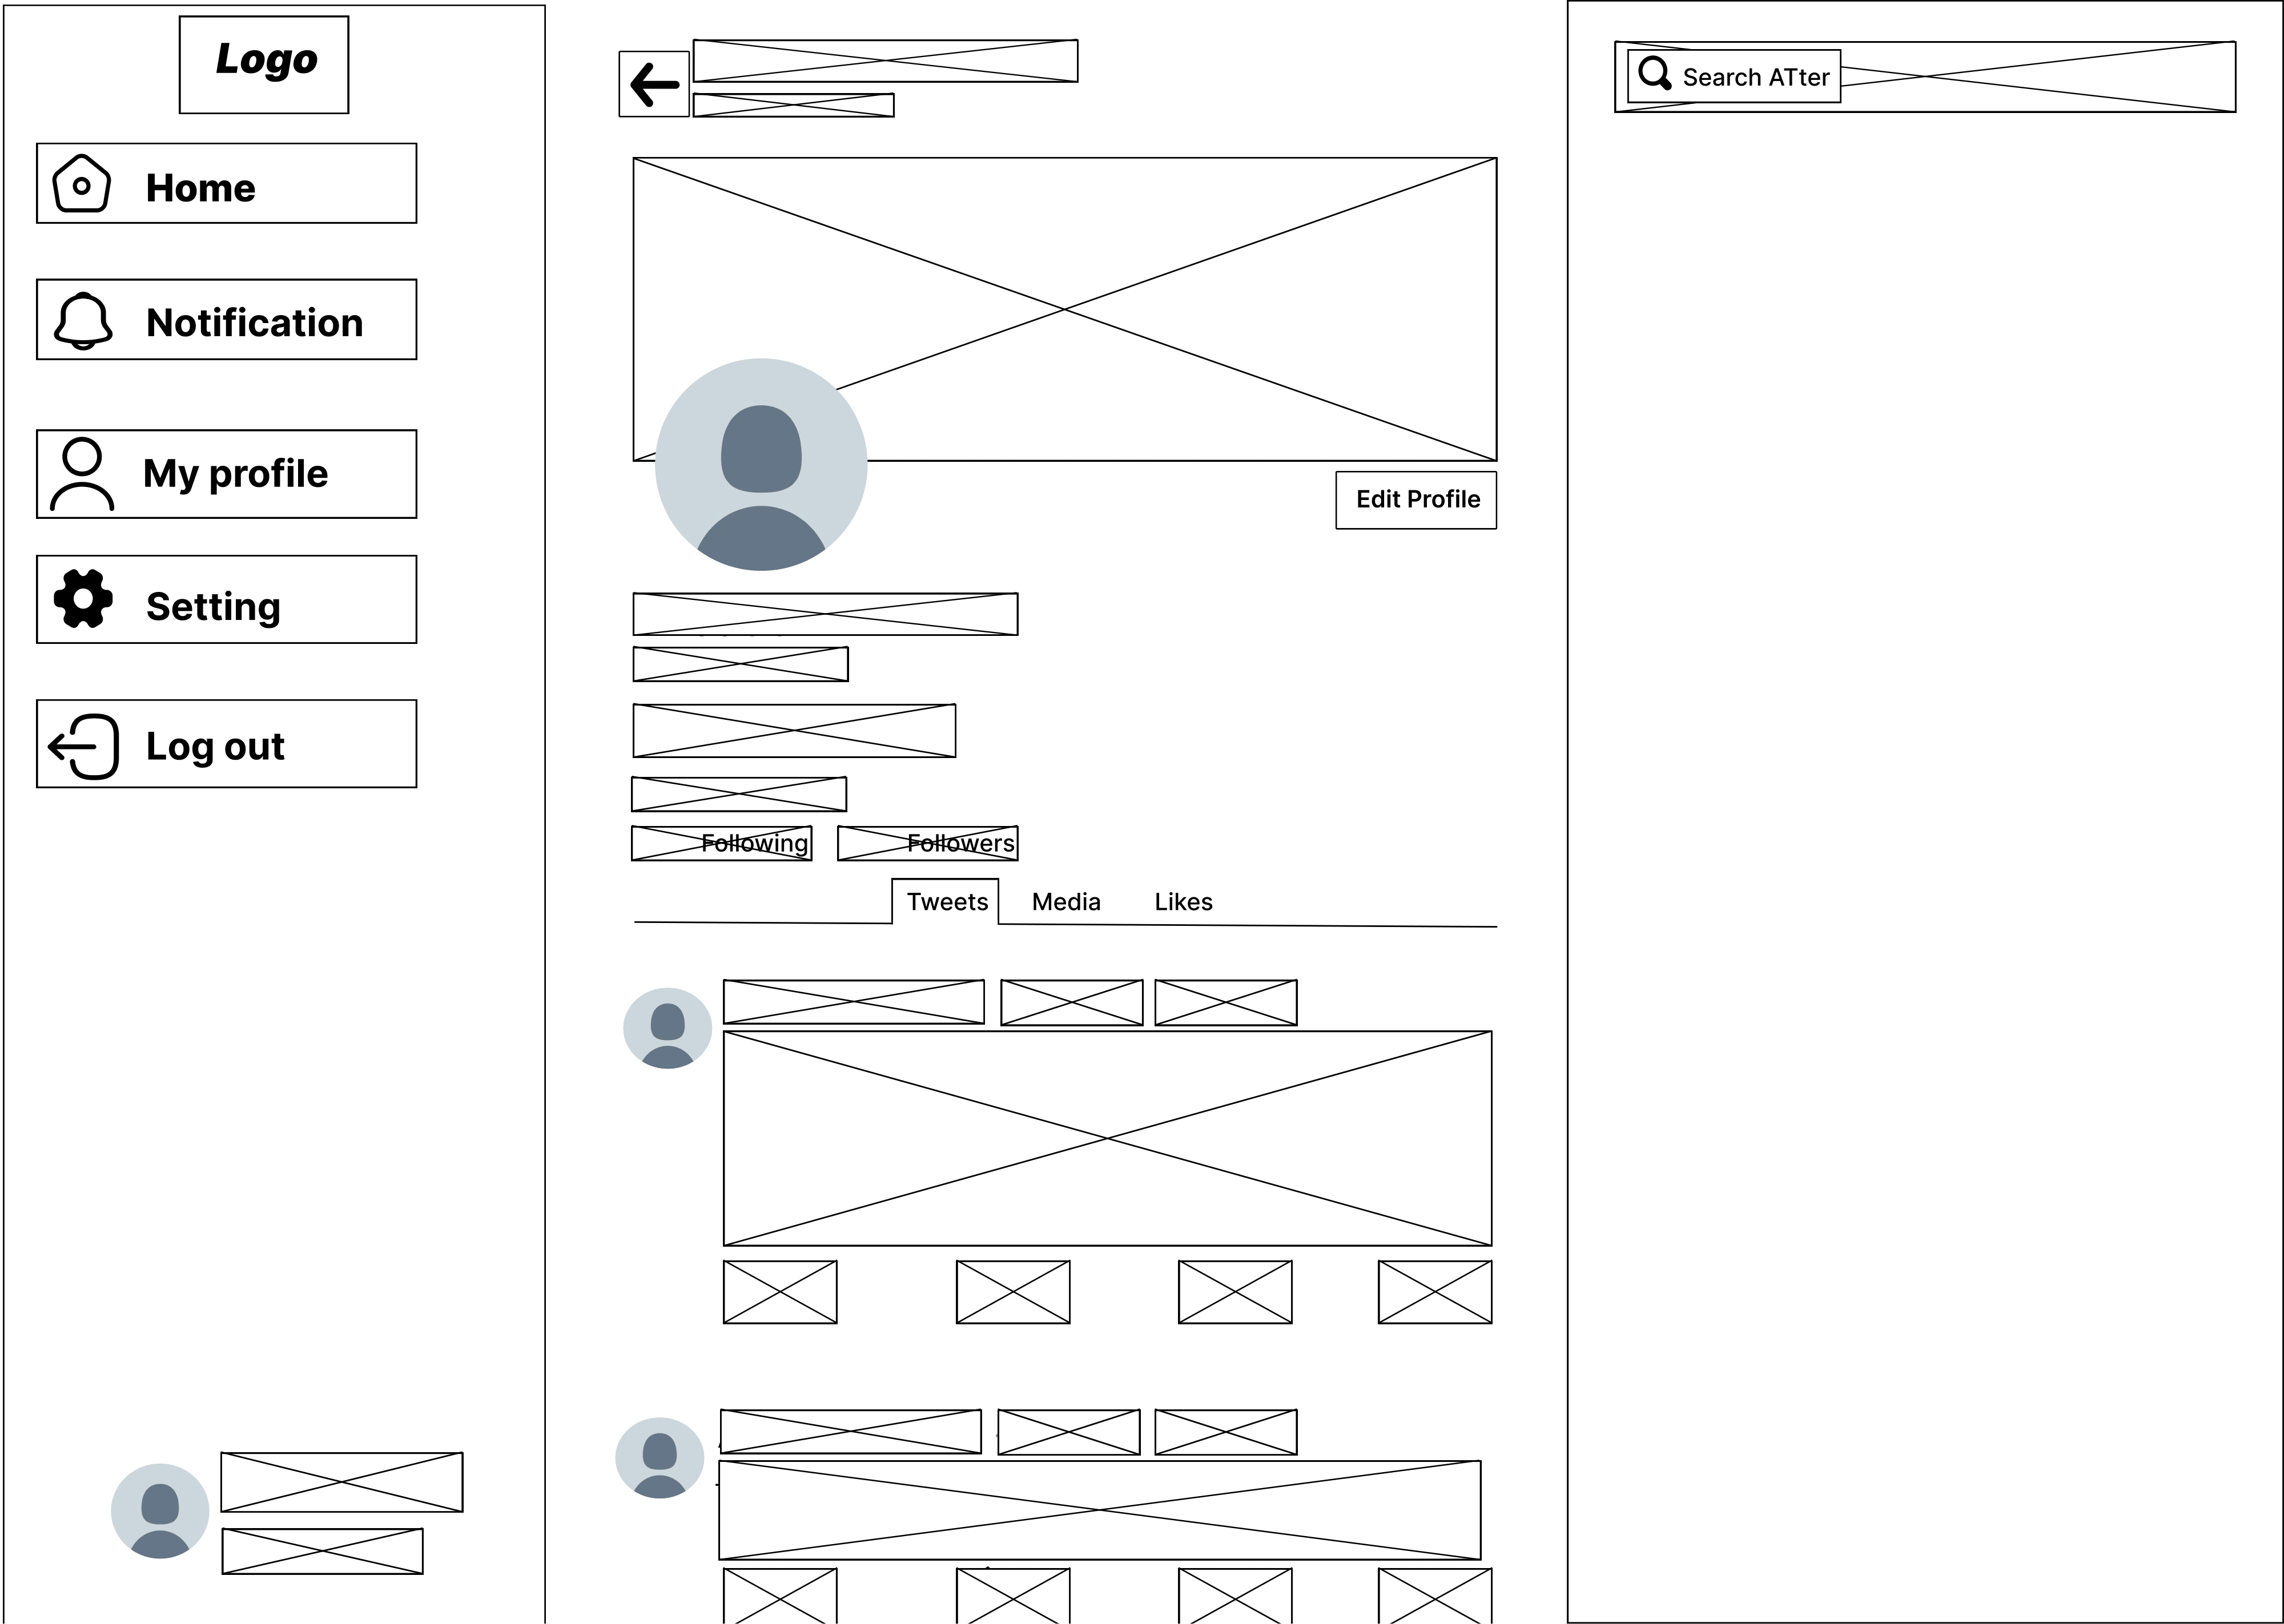 Logo
Home
Notification
My profile
Setting
Log out
Edit Profile
Following
Followers
Tweets
Media
Likes
Search ATter